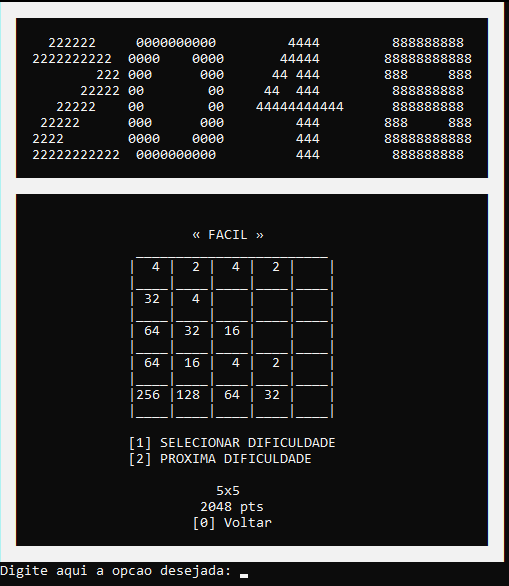 222222     0000000000         4444         888888888
2222222222  0000    0000       44444        88888888888
222 000      000      44 444        888     888
22222 00        00     44  444         888888888
22222    00        00    44444444444      888888888
22222      000      000         444        888     888
2222        0000    0000         444        88888888888
22222222222  0000000000          444         888888888
« FACIL »
4 | 2 | 4 | 2 | |
32 | 4 | | | |
64 | 32 | 16 | | |
64 | 16 | 4 | 2 | |
256 |128 | 64 | 32 | |
[1] SELECIONAR DIFICULDADE
[2] PROXIMA DIFICULDADE
5x5
2048 pts
[0] Voltar
Digite aqui a opcao desejada: